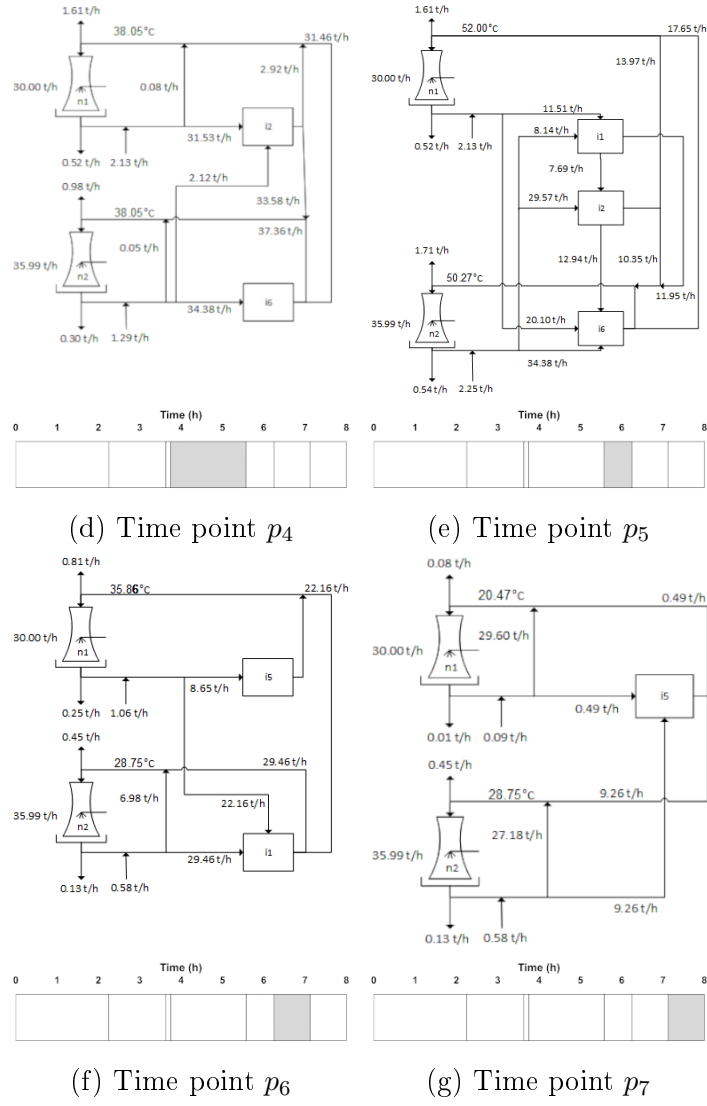 1.61 t/h
38.05°C
31.46 t/h
2.92 t/h
30.00 t/h
n1
0.08 t/h
i2
31.53 t/h
0.52 t/h
2.13 t/h
0.98 t/h
2.12 t/h
33.58 t/h
38.05°C
37.36 t/h
0.05 t/h
35.99 t/h
n2
i6
34.38 t/h
0.30 t/h
1.29 t/h
Time (h)
0 1 2 3 4 5 6 7 8
(d) Time point p4
1.61 t/h
52.00°C
17.65 t/h
13.97 t/h
30.00 t/h
n1
11.51 t/h
8.14 t/h
i1
0.52 t/h
2.13 t/h
7.69 t/h
29.57 t/h
i2
1.71 t/h
12.94 t/h
10.35 t/h
50.27°C
11.95 t/h
35.99 t/h
n2
20.10 t/h
i6
34.38 t/h
0.54 t/h
2.25 t/h
Time (h)
0 1 2 3 4 5 6 7 8
(e) Time point p5
0.81 t/h
35.86°C
22.16 t/h
30.00 t/h
n1
i5
8.65 t/h
0.25 t/h
1.06 t/h
0.45 t/h
28.75°C
29.46 t/h
6.98 t/h
22.16 t/h
35.99 t/h
n2
i1
29.46 t/h
0.13 t/h
0.58 t/h
Time (h)
0 1 2 3 4 5 6 7 8
(f) Time point p6
0.08 t/h
20.47°C
0.49 t/h
29.60 t/h
30.00 t/h
n1
i5
0.49 t/h
0.01 t/h
0.09 t/h
0.45 t/h
28.75°C
9.26 t/h
27.18 t/h
35.99 t/h
n2
9.26 t/h
0.13 t/h
0.58 t/h
Time (h)
0 1 2 3 4 5 6 7 8
(g) Time point p7